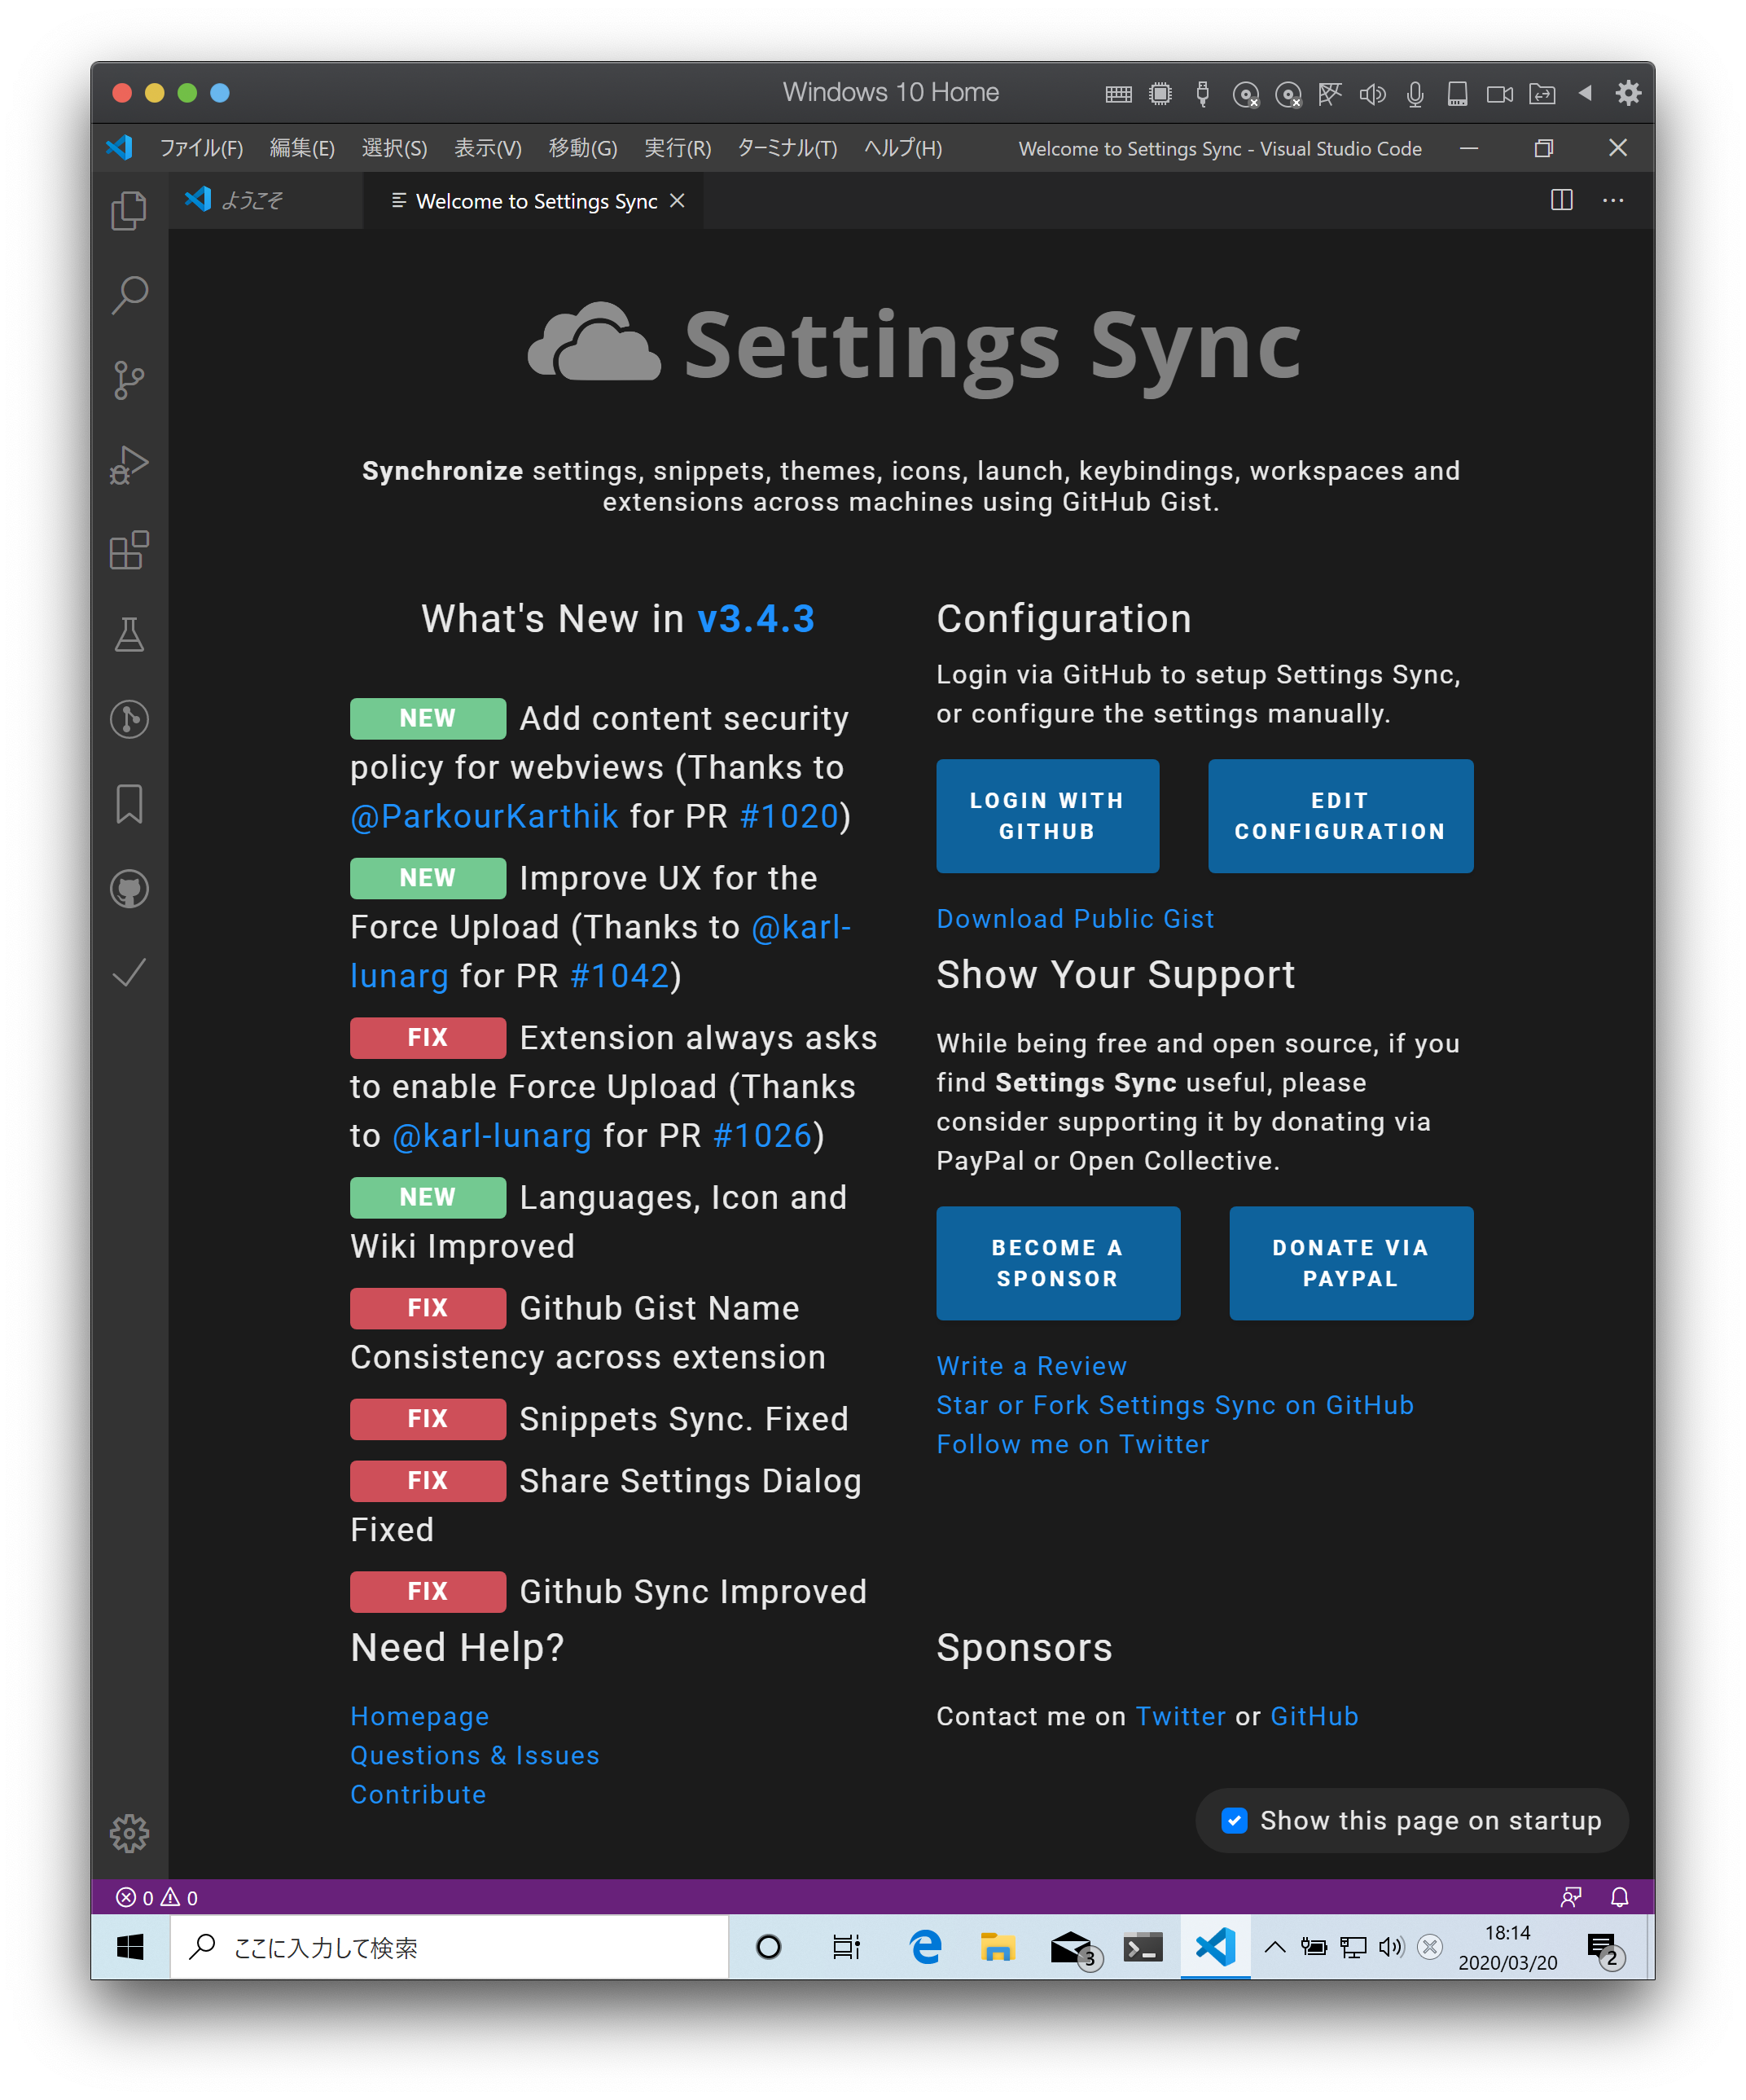 Windows 10 Home
ファイル(F) 編集(E) 選択(S) 表示(V) 移動(G) 実行(R) ターミナル(T) ヘルプ(H) Welcome to Settings Sync - Visual Studio Code
ようこそ Welcome to Settings Sync
Settings Sync
Synchronize settings, snippets, themes, icons, launch, keybindings, workspaces and
extensions across machines using GitHub Gist.
What's New in v3.4.3
NEW Add content security
policy for webviews (Thanks to
@ParkourKarthik for PR #1020)
NEW Improve UX for the
Force Upload (Thanks to @karl-
lunarg for PR #1042)
FIX Extension always asks
to enable Force Upload (Thanks
to @karl-lunarg for PR #1026)
NEW Languages, Icon and
Wiki Improved
FIX Github Gist Name
Consistency across extension
FIX Snippets Sync. Fixed
FIX Share Settings Dialog
Fixed
FIX Github Sync Improved
Configuration
Login via GitHub to setup Settings Sync,
or configure the settings manually.
LOGIN WITH
GITHUB
EDIT
CONFIGURATION
Download Public Gist
Show Your Support
While being free and open source, if you
find Settings Sync useful, please
consider supporting it by donating via
PayPal or Open Collective.
BECOME A
SPONSOR
DONATE VIA
PAYPAL
Write a Review
Star or Fork Settings Sync on GitHub
Follow me on Twitter
Need Help?
Homepage
Questions & Issues
Contribute
Sponsors
Contact me on Twitter or GitHub
Show this page on startup
0 0
ここに入力して検索
3
18:14
2020/03/20
2